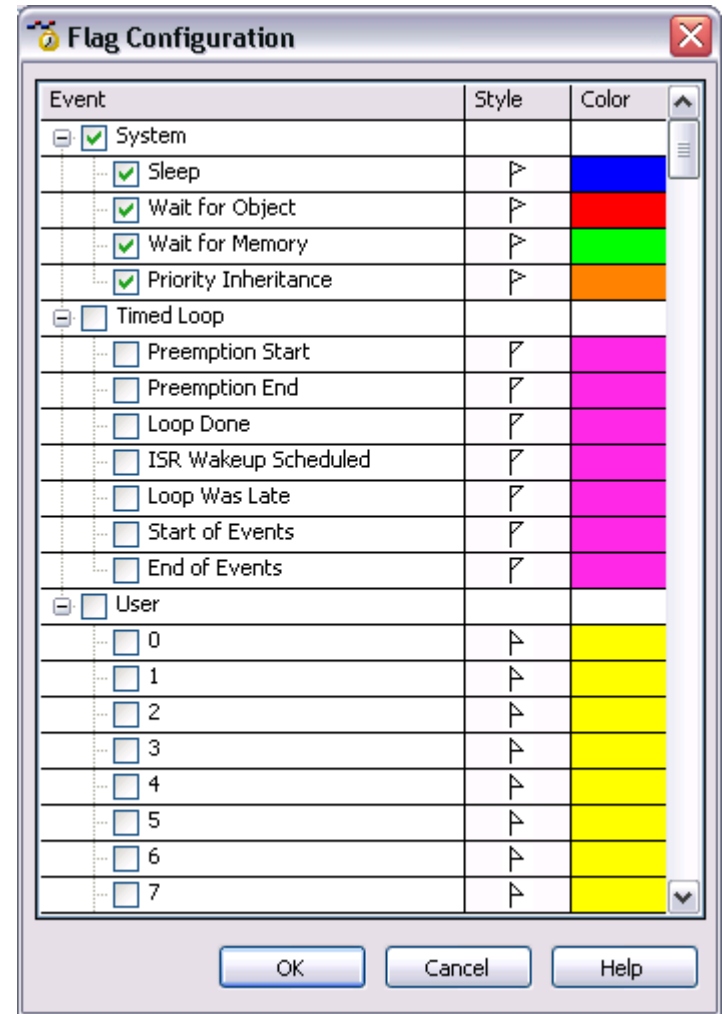 Flag Configuration
Event Style Color
System
Sleep
Wait for Object
Wait for Memory
Priority Inheritance
Timed Loop
Preemption Start
Preemption End
Loop Done
ISR Wakeup Scheduled
Loop Was Late
Start of Events
End of Events
User
0
1
2
3
4
5
6
7
OK Cancel Help